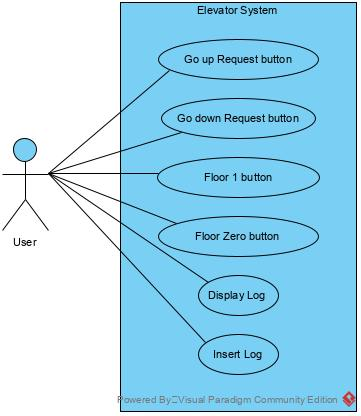 Elevator System
Go up Request button
Go down Request button
Floor 1 button
Floor Zero button
User
Display Log
Insert Log
Powered By Visual Paradigm Community Edition